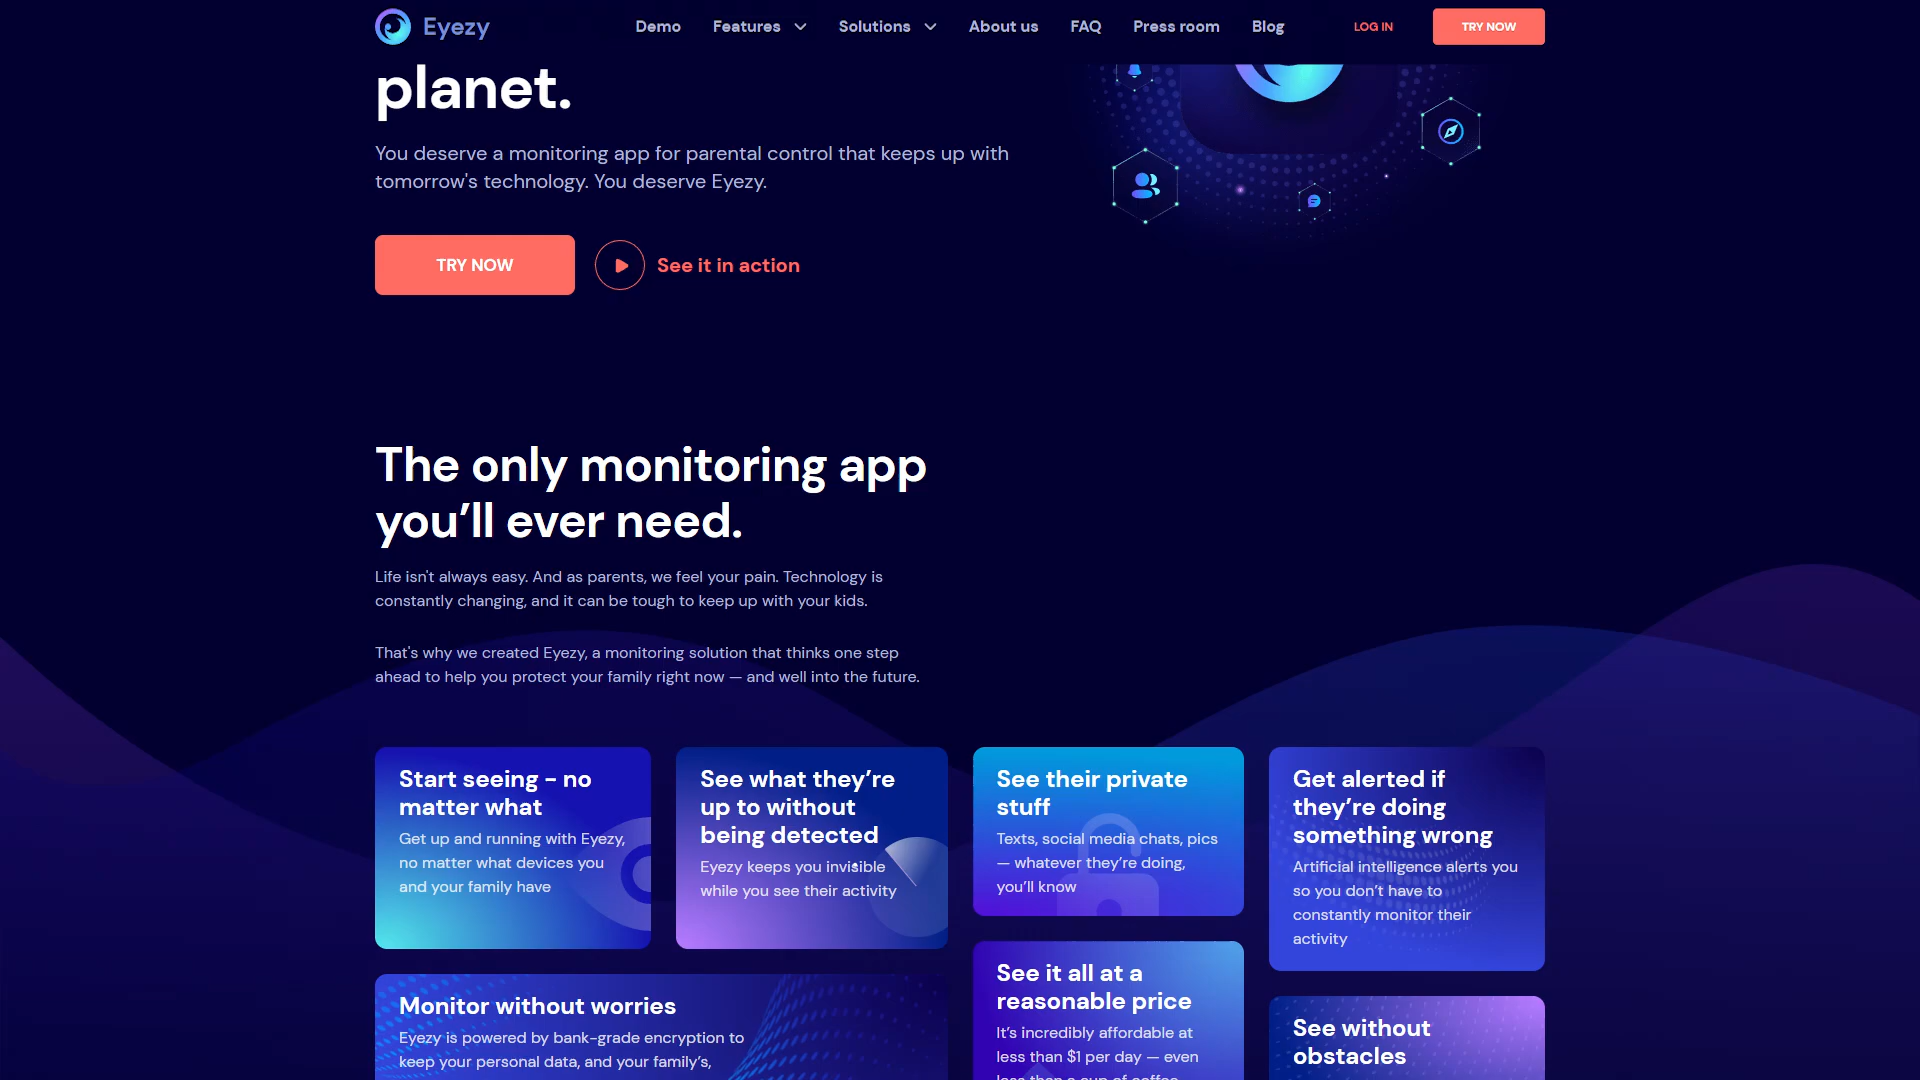 Eyezy
Demo
Features
Solutions
About us
FAQ
Press room
Blog
LOG IN
TRY NOW
planet.
You deserve a monitoring app for parental control that keeps up with
tomorrow's technology. You deserve Eyezy.
TRY NOW
See it in action
The only monitoring app
you’ll ever need.
Life isn't always easy. And as parents, we feel your pain. Technology is
constantly changing, and it can be tough to keep up with your kids.
That's why we created Eyezy, a monitoring solution that thinks one step
ahead to help you protect your family right now — and well into the future.
Start seeing – no
matter what
Get up and running with Eyezy,
no matter what devices you
and your family have
See what they’re
up to without
being detected
Eyezy keeps you invisible
while you see their activity
See their private
stuff
Texts, social media chats, pics
— whatever they’re doing,
you’ll know
Get alerted if
they’re doing
something wrong
Artificial intelligence alerts you
so you don’t have to
constantly monitor their
activity
Monitor without worries
Eyezy is powered by bank-grade encryption to
keep your personal data, and your family’s,
See it all at a
reasonable price
It’s incredibly affordable at
less than $1 per day — even
less than a cup of coffee
See without
obstacles